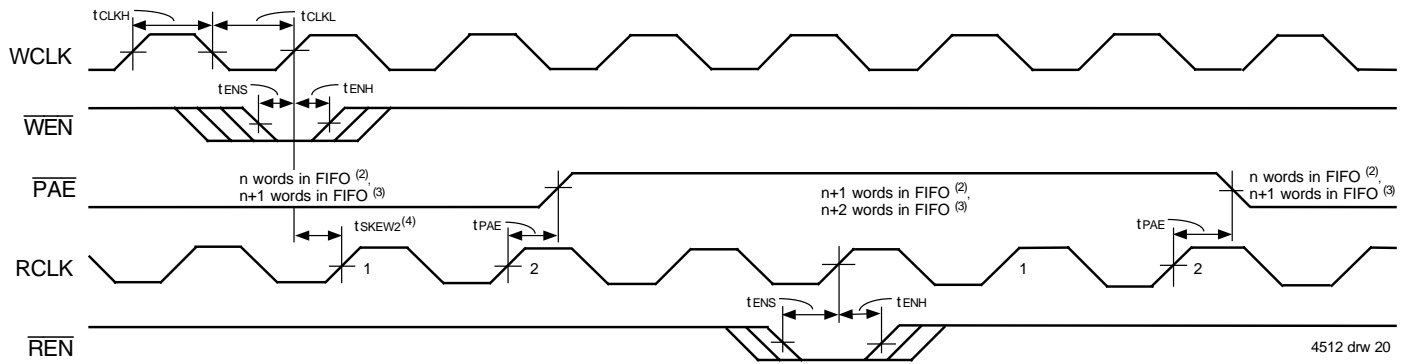 tCLKH tCLKL
WCLK
tENS tENH
WEN
PAE
n words in FIFO (2),
n+1 words in FIFO (3)
n+1 words in FIFO (2),
n+2 words in FIFO (3)
n words in FIFO (2),
n+1 words in FIFO (3)
tSKEW2(4) tPAE tPAE
RCLK 1 2 1 2
tENS tENH
REN
4512 drw 20